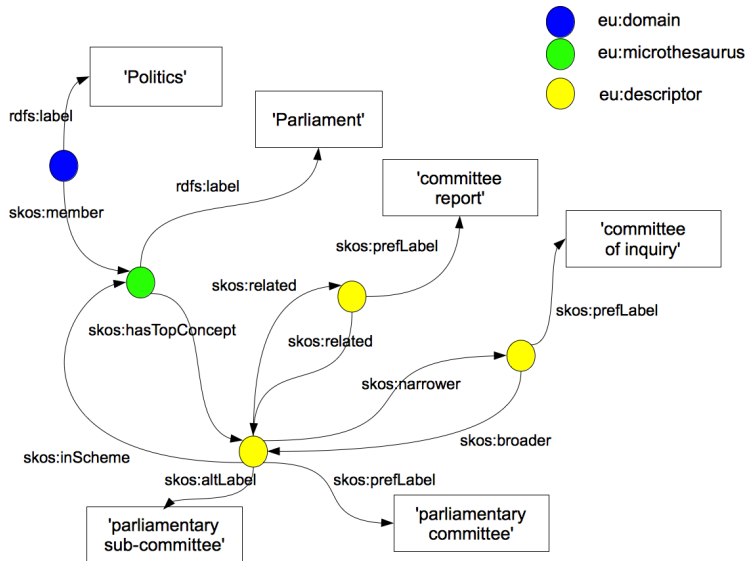 eu:domain
eu:microthesaurus
eu:descriptor
'Politics'
rdfs:label
'Parliament'
rdfs:label
skos:member
'committee
report'
skos:prefLabel
'committee
of inquiry'
skos:prefLabel
skos:related
skos:hasTopConcept
skos:related
skos:narrower
skos:broader
skos:inScheme
skos:altLabel
skos:prefLabel
'parliamentary
sub-committee'
'parliamentary
committee'